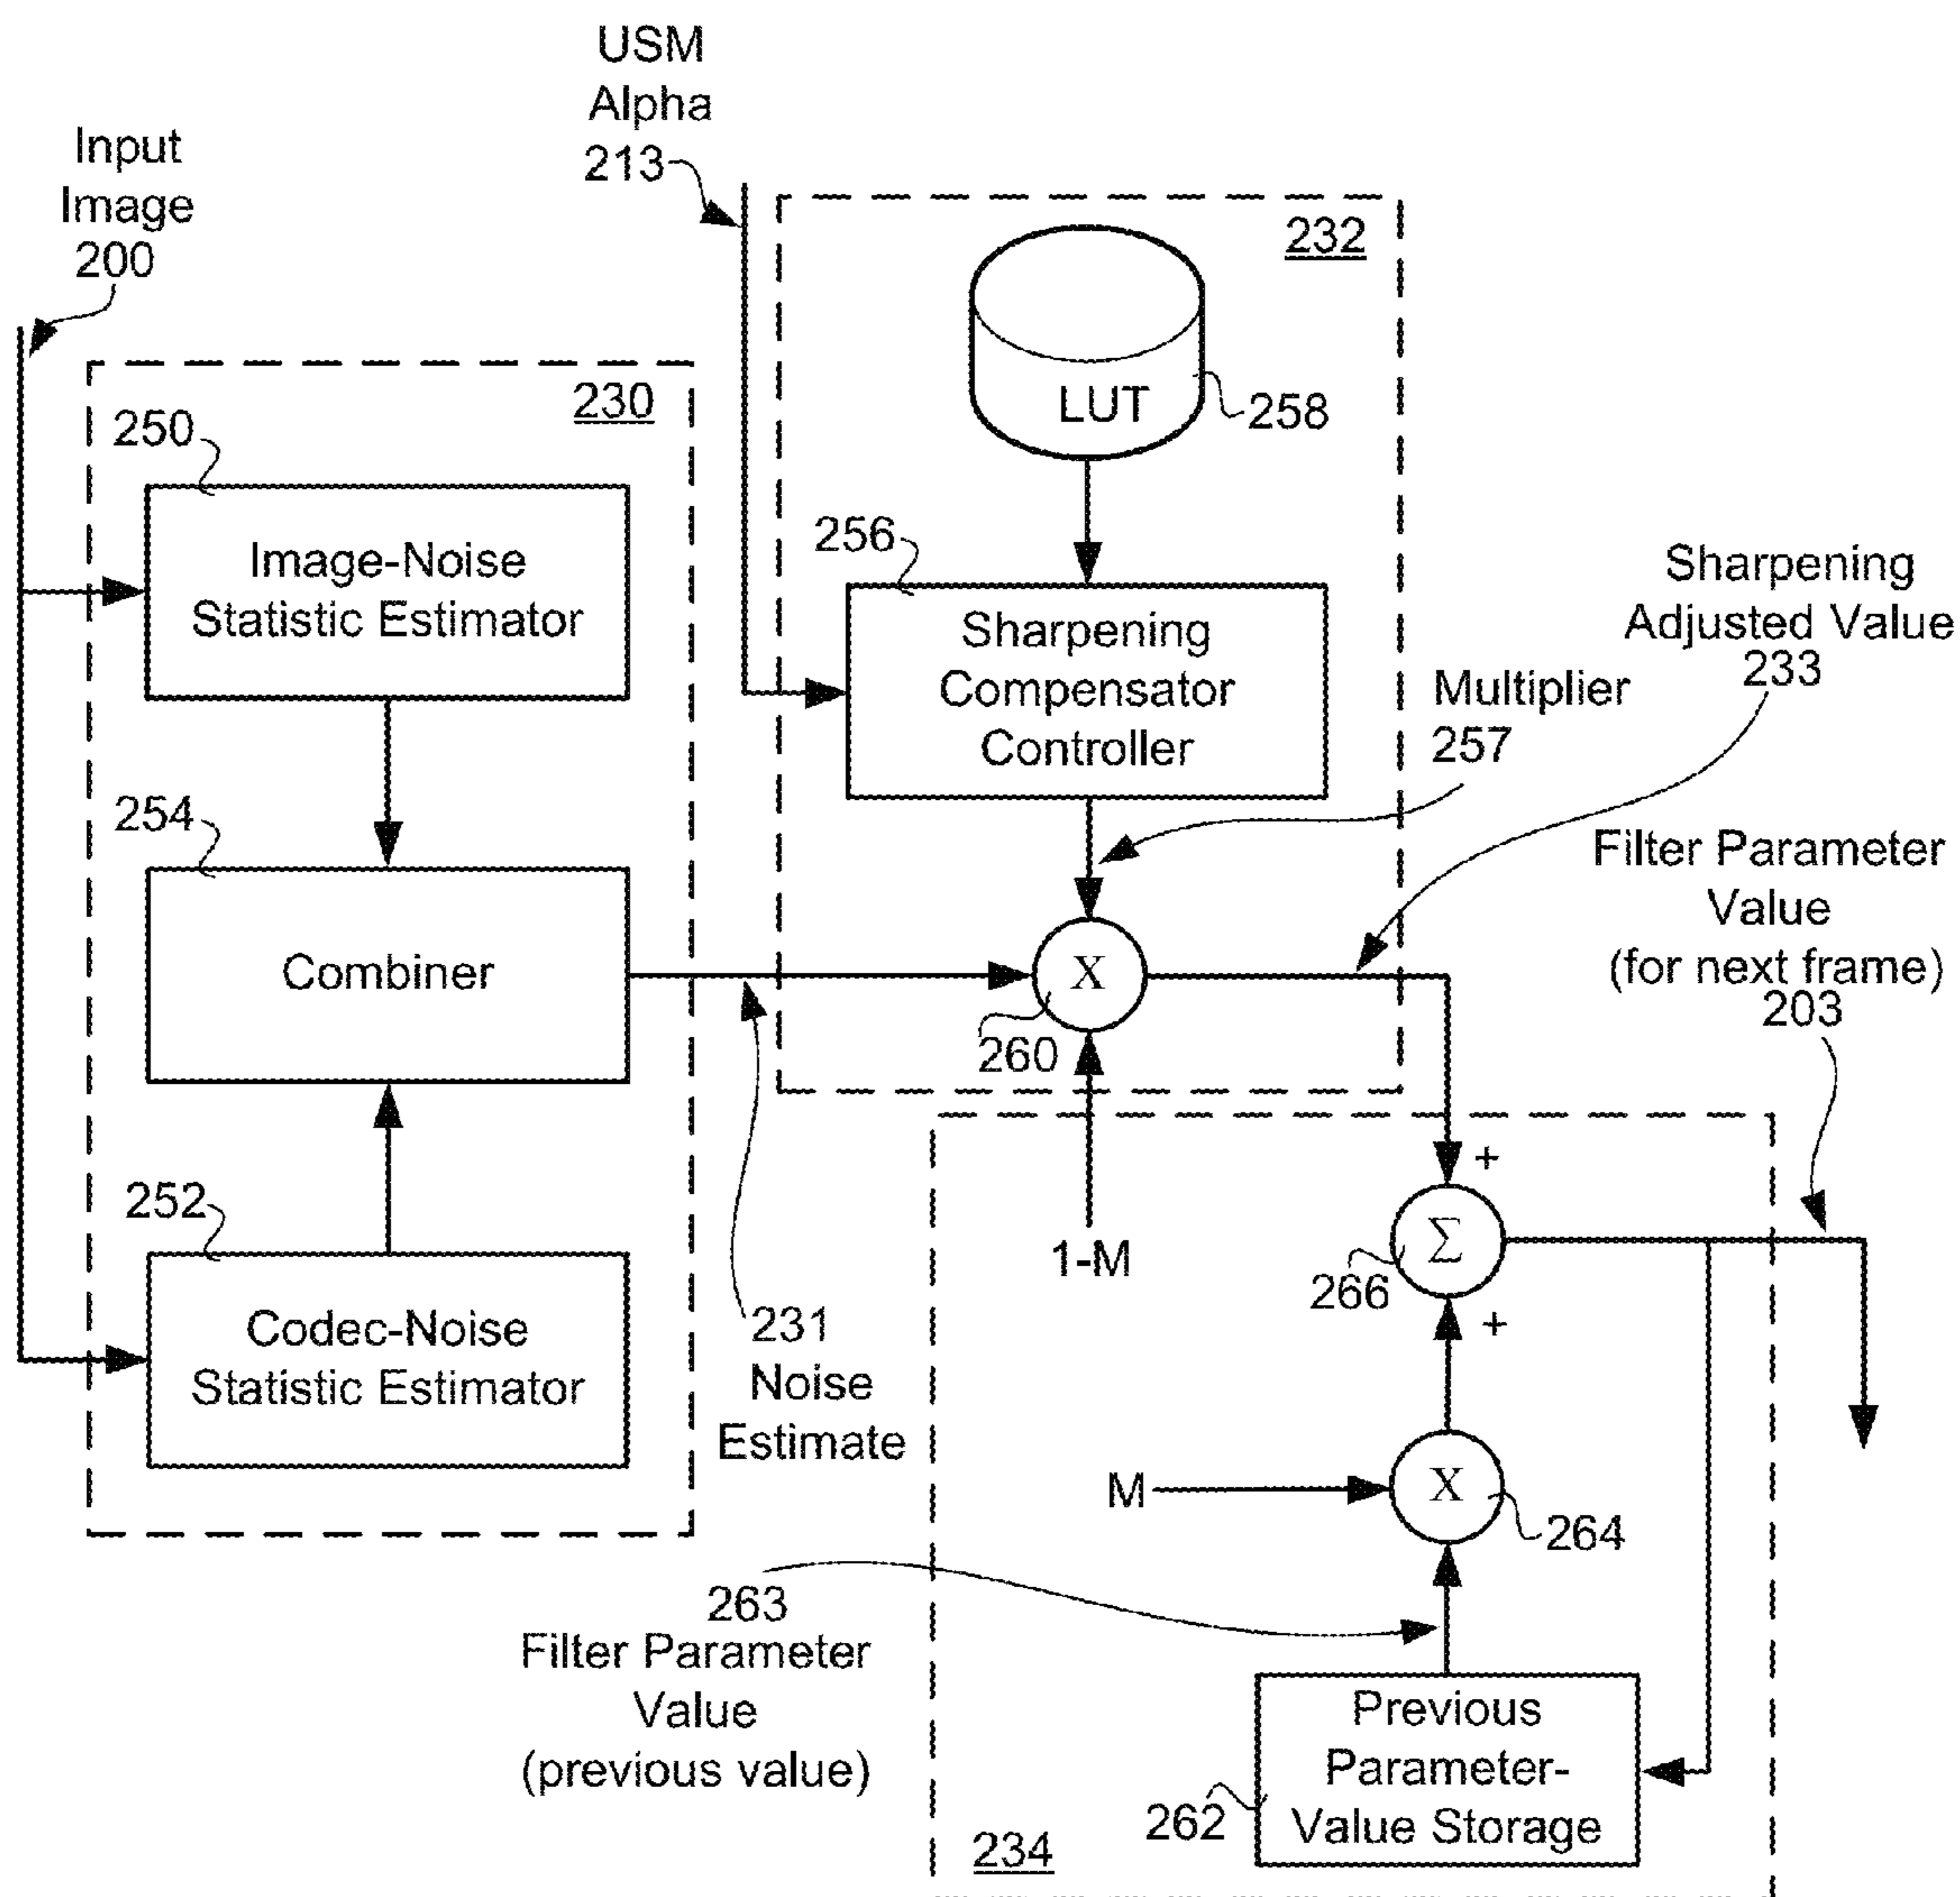 USM
Alpha
213
Input
Image
200
232
LUT
258
230
250
Image-Noise
Statistic Estimator
256
Sharpening
Compensator
Controller
Sharpening
Adjusted Value
233
Multiplier
257
254
Combiner
X
260
Filter Parameter
Value
(for next frame)
203
1-M
+
Σ
266
+
252
Codec-Noise
Statistic Estimator
231
Noise
Estimate
M
X
264
263
Filter Parameter
Value
(previous value)
Previous
Parameter-
Value Storage
262
234